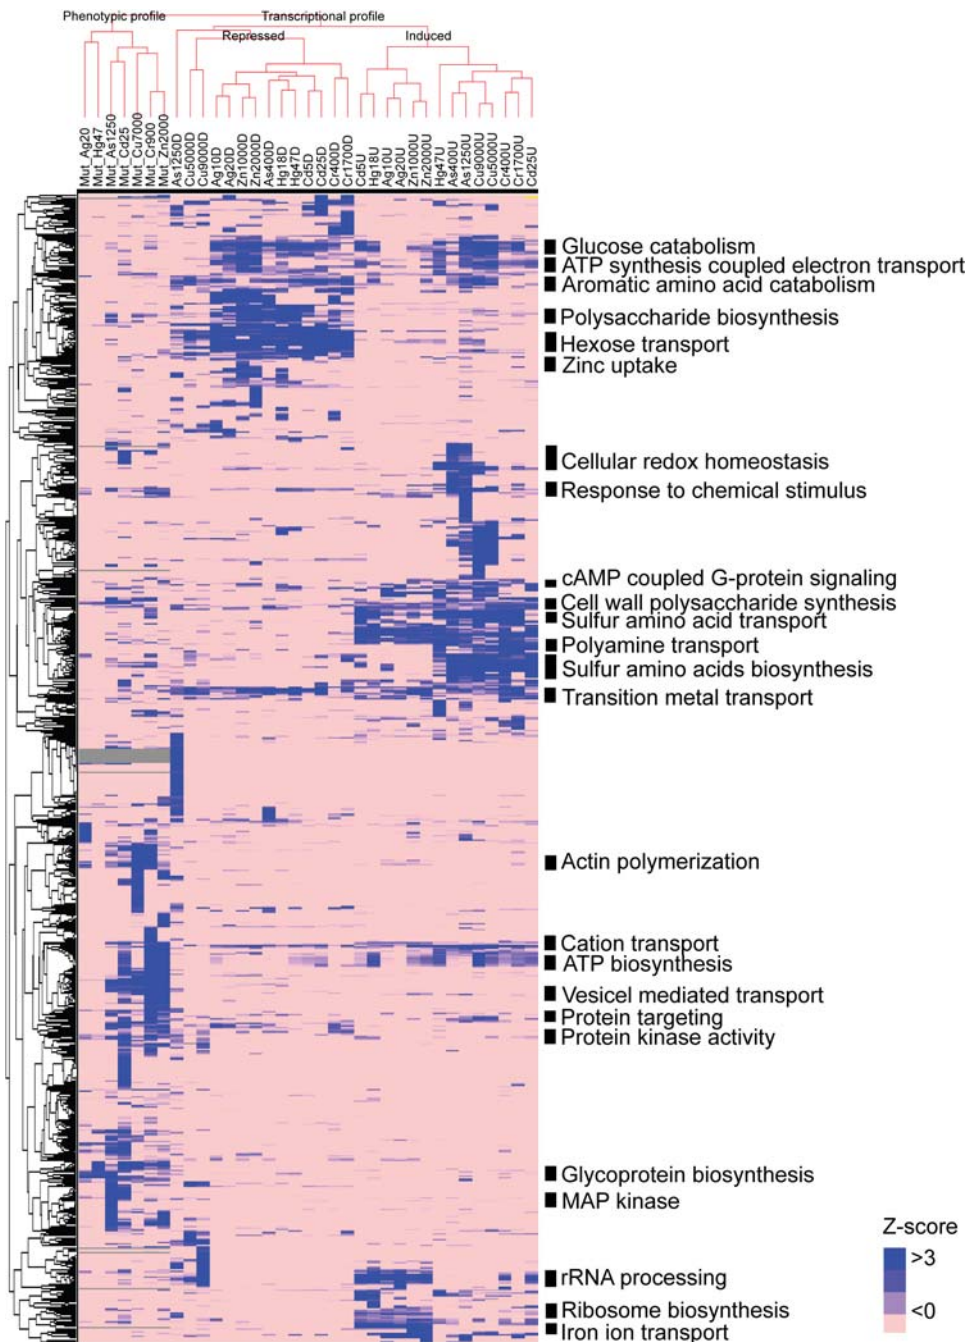 Phenotypic profile
Transcriptional profile
Repressed
Induced
Mut_Ag20
Mut_Hg47
Mut_As1250
Mut_Cd25
Mut_Cu7000
Mut_Cr900
Mut_Zn2000
As1250D
Cu5000D
Cu9000D
Ag10D
Ag20D
Zn1000D
Zn2000D
As400D
Hg18D
Hg47D
Cd5D
Cd25D
Cr400D
Cr1700D
Cd5U
Hg18U
Ag10U
Ag20U
Zn1000U
Zn2000U
Hg47U
As400U
As1250U
Cu9000U
Cu5000U
Cr400U
Cr1700U
Cd25U
Glucose catabolism
ATP synthesis coupled electron transport
Aromatic amino acid catabolism
Polysaccharide biosynthesis
Hexose transport
Zinc uptake
Cellular redox homeostasis
Response to chemical stimulus
cAMP coupled G-protein signaling
Cell wall polysaccharide synthesis
Sulfur amino acid transport
Polyamine transport
Sulfur amino acids biosynthesis
Transition metal transport
Actin polymerization
Cation transport
ATP biosynthesis
Vesicel mediated transport
Protein targeting
Protein kinase activity
Glycoprotein biosynthesis
MAP kinase
rRNA processing
Ribosome biosynthesis
Iron ion transport
Z-score
>3
<0